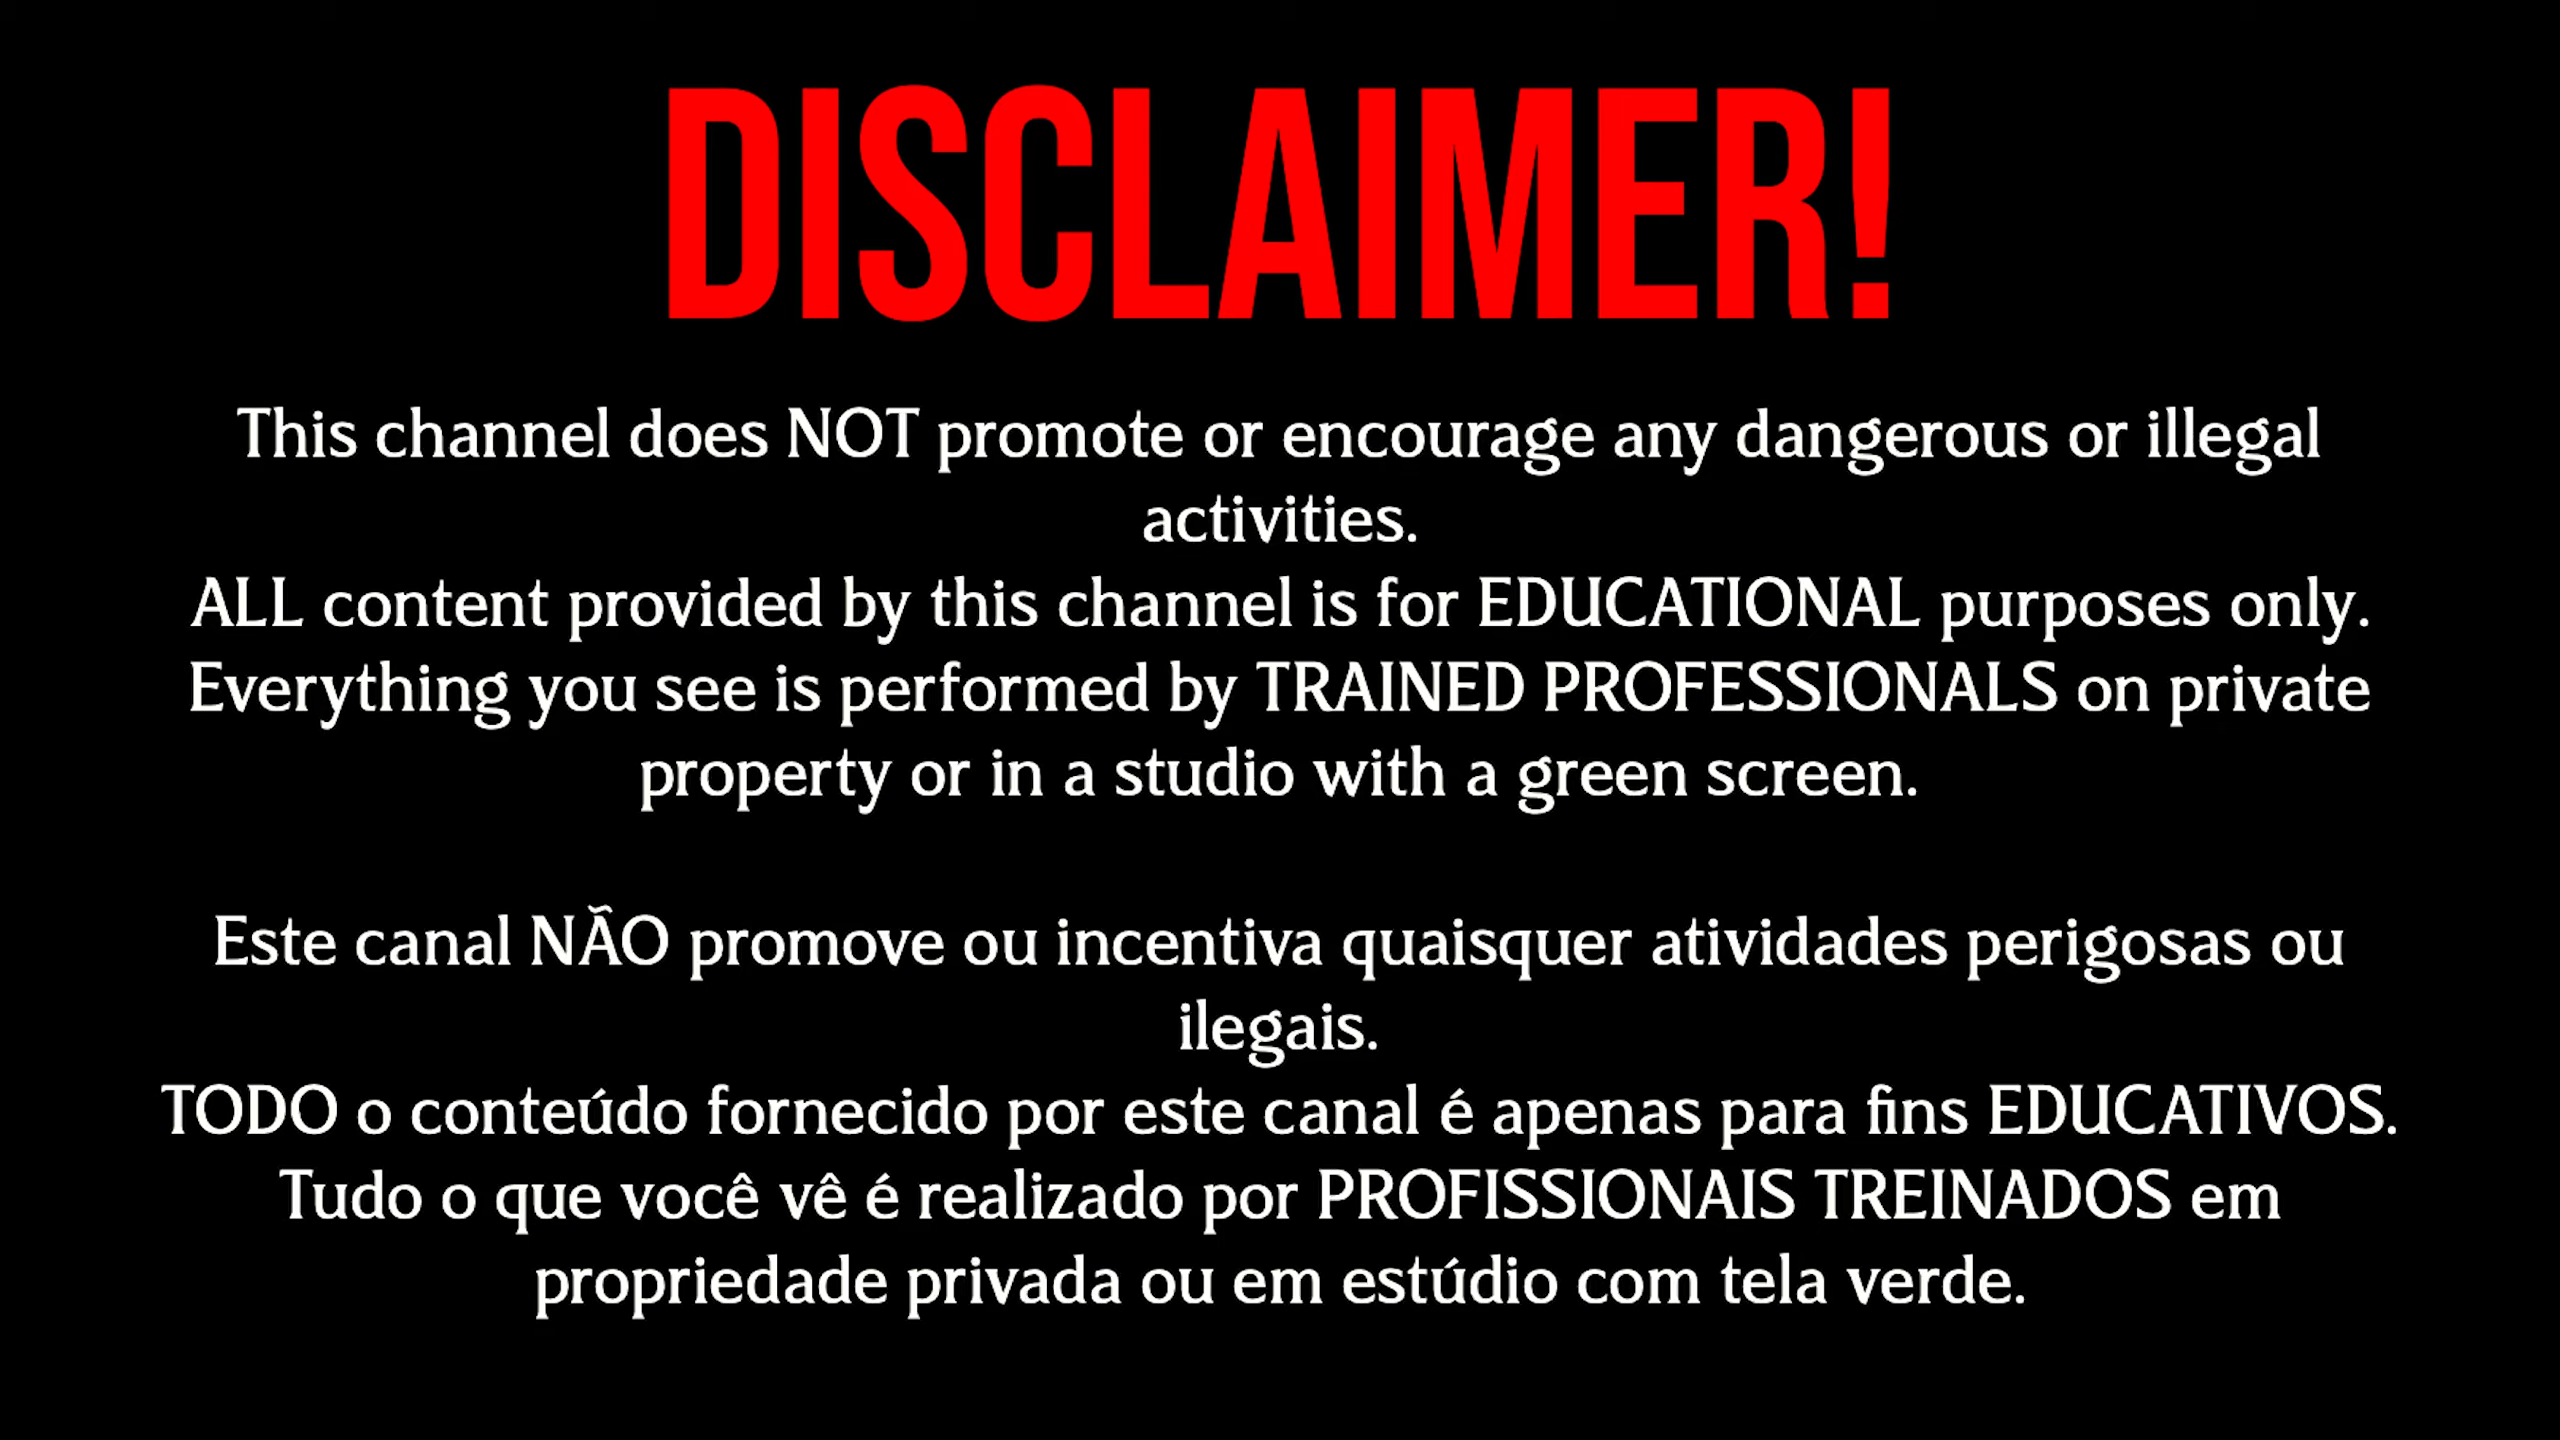 DISCLAIMER!
This channel does NOT promote or encourage any dangerous or illegal
activities.
ALL content provided by this channel is for EDUCATIONAL purposes only.
Everything you see is performed by TRAINED PROFESSIONALS on private
property or in a studio with a green screen.
Este canal NÃO promove ou incentiva quaisquer atividades perigosas ou
ilegais.
TODO o conteúdo fornecido por este canal é apenas para fins EDUCATIVOS.
Tudo o que você vê é realizado por PROFISSIONAIS TREINADOS em
propriedade privada ou em estúdio com tela verde.